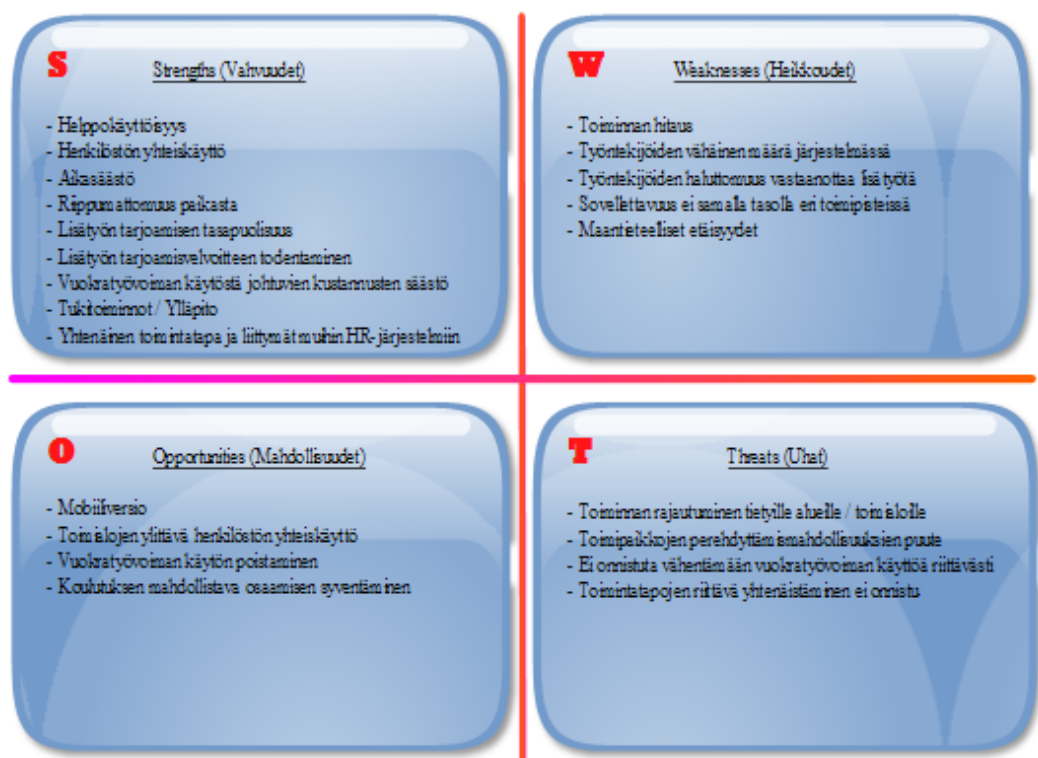 S
Strengths (Vahvuudet)
- Helppokäyttöisyys
- Henkilöstön yhteiskäyttö
- Aikasäästö
- Riippumattomuus paikasta
- Lisätyön tarjoamisen tasapuolisuus
- Lisätyön tarjoamisvelvoitteen todentaminen
- Vuokratyövoiman käytöstä johtuvien kustannusten säästö
- Tukitoiminnot / Ylläpito
- Yhtenäinen toimintatapa ja liittymät muihin HR-järjestelmiin
W
Weaknesses (Heikkoudet)
- Toiminnan hitaus
- Työntekijöiden vähäinen määrä järjestelmässä
- Työntekijöiden haluttomuus vastaanottaa lisätyötä
- Sovellettavuus ei samalla tasolla eri toimipisteissä
- Maantieteelliset etäisyydet
O
Opportunities (Mahdollisuudet)
- Mobiiliversio
- Toimialojen ylittävä henkilöstön yhteiskäyttö
- Vuokratyövoiman käytön poistaminen
- Koulutuksen mahdollistava osaamisen syventäminen
T
Threats (Uhat)
- Toiminnan rajautuminen tietyille alueille / toimialoille
- Toimipaikkojen perehdyttämismahdollisuuksien puute
- Ei onnistuta vähentämään vuokratyövoiman käyttöä riittävästi
- Toimintatapojen riittävä yhtenäistäminen ei onnistu